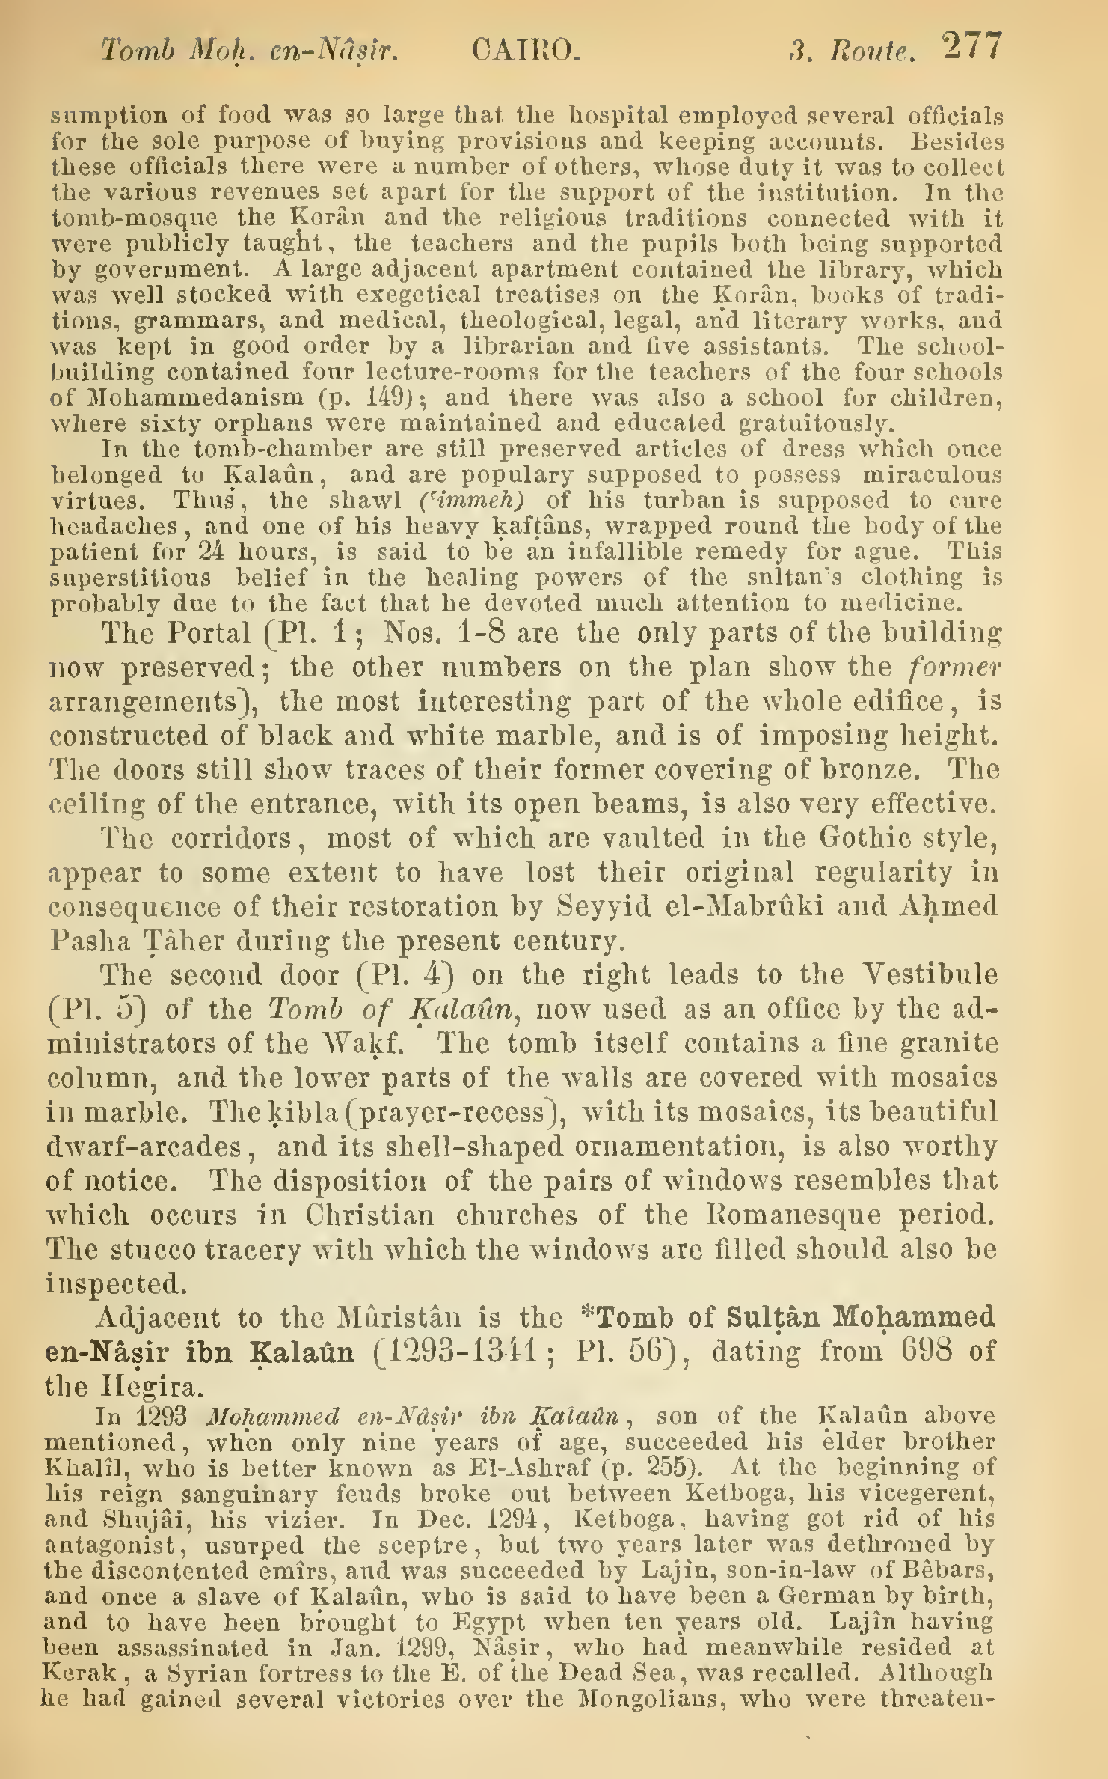 Tomb Moḥ. en-Nâṣir. CAIRO. 3. Route. 277
sumption of food was so large that the hospital employed several officials
for the sole purpose of buying provisions and keeping accounts. Besides
these officials there were a number of others, whose duty it was to collect
the various revenues set apart for the support of the institution. In the
tomb-mosque the Ḳorân and the religious traditions connected with it
were publicly taught, the teachers and the pupils both being supported
by government. A large adjacent apartment contained the library, which
was well stocked with exegetical treatises on the Ḳorân, books of tradi-
tions, grammars, and medical, theological, legal, and literary works, and
was kept in good order by a librarian and five assistants. The school-
building contained four lecture-rooms for the teachers of the four schools
of Mohammedanism (p. 149); and there was also a school for children,
where sixty orphans were maintained and educated gratuitously.
In the tomb-chamber are still preserved articles of dress which once
belonged to Ḳalaûn, and are populary supposed to possess miraculous
virtues. Thus, the shawl (ʿimmeh) of his turban is supposed to cure
headaches, and one of his heavy ḳafṭâns, wrapped round the body of the
patient for 24 hours, is said to be an infallible remedy for ague. This
superstitious belief in the healing powers of the sultan's clothing is
probably due to the fact that he devoted much attention to medicine.
The Portal (Pl. 1; Nos. 1-8 are the only parts of the building
now preserved; the other numbers on the plan show the former
arrangements), the most interesting part of the whole edifice, is
constructed of black and white marble, and is of imposing height.
The doors still show traces of their former covering of bronze. The
ceiling of the entrance, with its open beams, is also very effective.
The corridors, most of which are vaulted in the Gothic style,
appear to some extent to have lost their original regularity in
consequence of their restoration by Seyyid el-Mabrûki and Aḥmed
Pasha Ṭâher during the present century.
The second door (Pl. 4) on the right leads to the Vestibule
(Pl. 5) of the Tomb of Ḳalaûn, now used as an office by the ad-
ministrators of the Waḳf. The tomb itself contains a fine granite
column, and the lower parts of the walls are covered with mosaics
in marble. The ḳibla (prayer-recess), with its mosaics, its beautiful
dwarf-arcades, and its shell-shaped ornamentation, is also worthy
of notice. The disposition of the pairs of windows resembles that
which occurs in Christian churches of the Romanesque period.
The stucco tracery with which the windows are filled should also be
inspected.
Adjacent to the Mûristân is the *Tomb of Sulṭân Moḥammed
en-Nâṣir ibn Ḳalaûn (1293-1341; Pl. 56), dating from 698 of
the Hegira.
In 1293 Moḥammed en-Nâṣir ibn Ḳalaûn, son of the Ḳalaûn above
mentioned, when only nine years of age, succeeded his elder brother
Khalîl, who is better known as El-Ashraf (p. 255). At the beginning of
his reign sanguinary feuds broke out between Ketboga, his vicegerent,
and Shujâi, his vizier. In Dec. 1294, Ketboga, having got rid of his
antagonist, usurped the sceptre, but two years later was dethroned by
the discontented emîrs, and was succeeded by Lajîn, son-in-law of Bêbars,
and once a slave of Ḳalaûn, who is said to have been a German by birth,
and to have been brought to Egypt when ten years old. Lajîn having
been assassinated in Jan. 1299, Nâṣir, who had meanwhile resided at
Kerak, a Syrian fortress to the E. of the Dead Sea, was recalled. Although
he had gained several victories over the Mongolians, who were threaten-